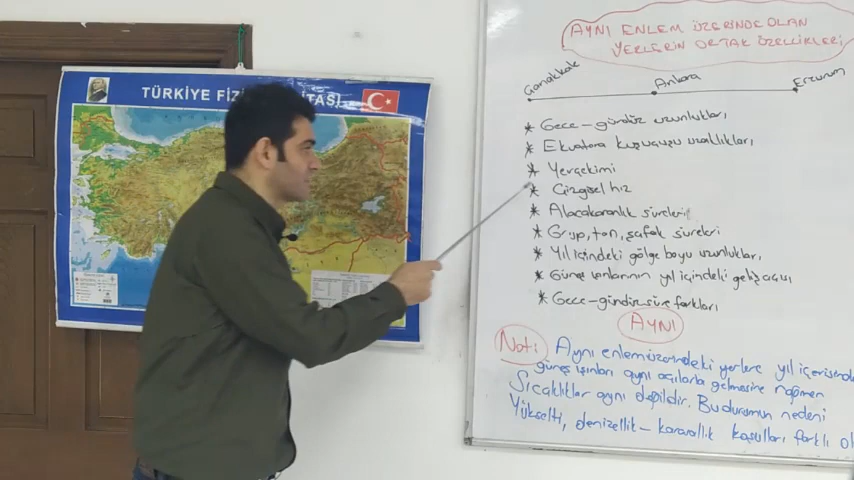 TÜRKİYE FİZİ HARİTASI
AYNI ENLEM ÜZERİNDE OLAN
YERLERİN ORTAK ÖZELLİKLERİ
Çanakkale Ankara Erzurum
* Gece-gündüz uzunlukları
* Ekvatora kuşuçuşu uzaklıkları
* Yerçekimi
* Çizgisel hız
* Alacakaranlık süreleri
* Grup, tan, şafak süreleri
* Yıl içindeki gölge boyu uzunlukları
* Güneş ışınlarının yıl içindeki geliş açısı
* Gece-gündüz süre farkları
AYNI
Not: Aynı enlem üzerindeki yerlere yıl içerisinde
güneş ışınları aynı açılarla gelmesine rağmen
Sıcaklıklar aynı değildir. Bu durumun nedeni
Yükselti, denizellik-karasallık koşulları farklı ol